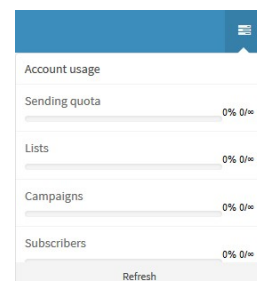 Account usage
Sending quota
0% 0/∞
Lists
0% 0/∞
Campaigns
0% 0/∞
Subscribers
0% 0/∞
Refresh